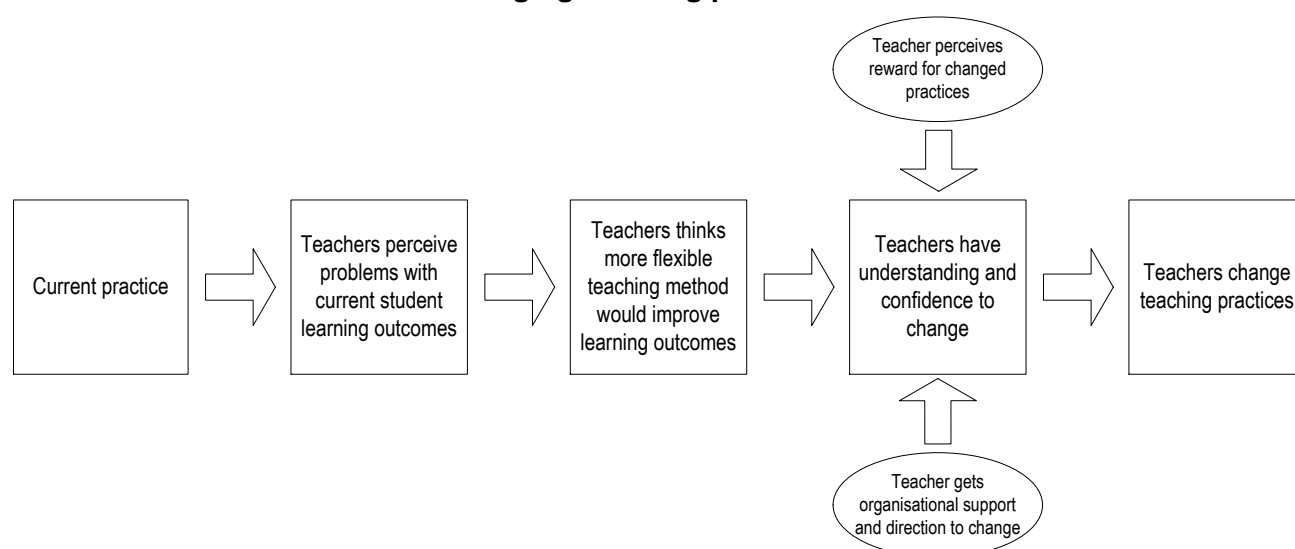 Teacher perceives
reward for changed
practices
Current practice
Teachers perceive
problems with
current student
learning outcomes
Teachers thinks
more flexible
teaching method
would improve
learning outcomes
Teachers have
understanding and
confidence to
change
Teachers change
teaching practices
Teacher gets
organisational support
and direction to change